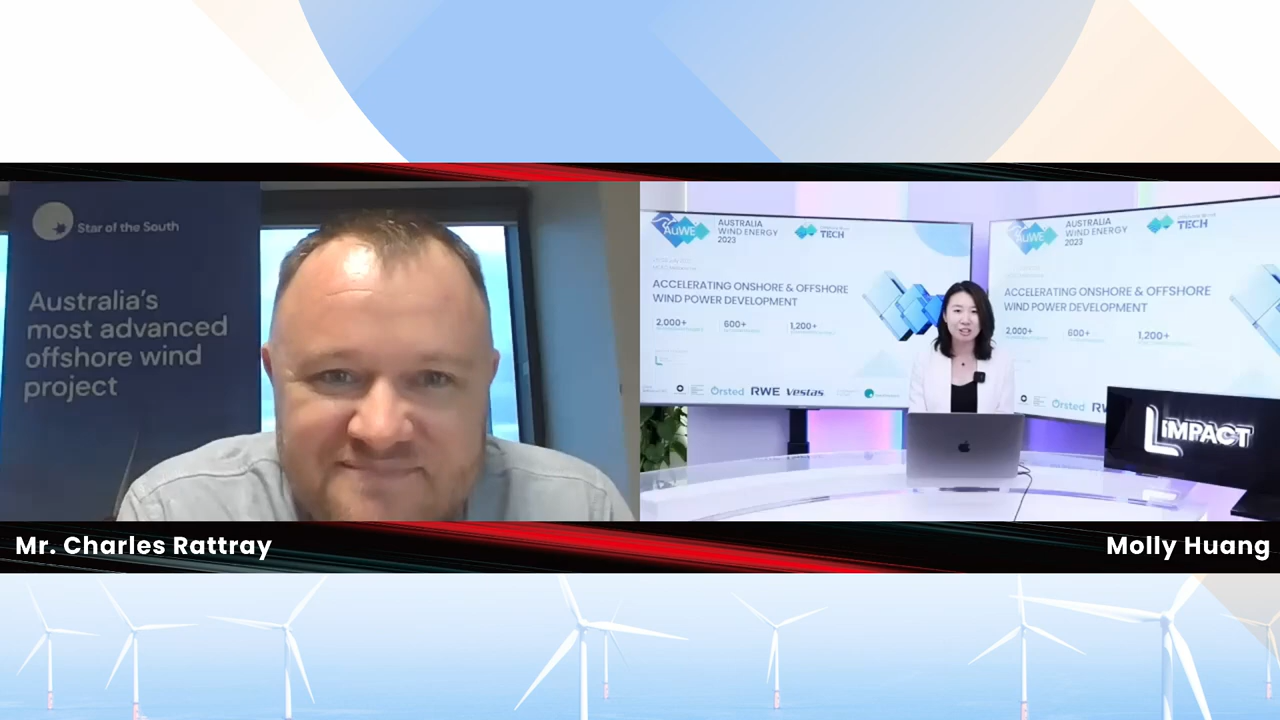 Star of the South
Australia's
most advanced
offshore wind
project
AuWE
AUSTRALIA
WIND ENERGY
2023
TECH
ACCELERATING ONSHORE & OFFSHORE
WIND POWER DEVELOPMENT
2,000+
600+
1,200+
Orsted
RWE
Vestas
AuWE
AUSTRALIA
WIND ENERGY
2023
TECH
ACCELERATING ONSHORE & OFFSHORE
WIND POWER DEVELOPMENT
2,000+
600+
1,200+
Orsted
IMPACT
Mr. Charles Rattray
Molly Huang